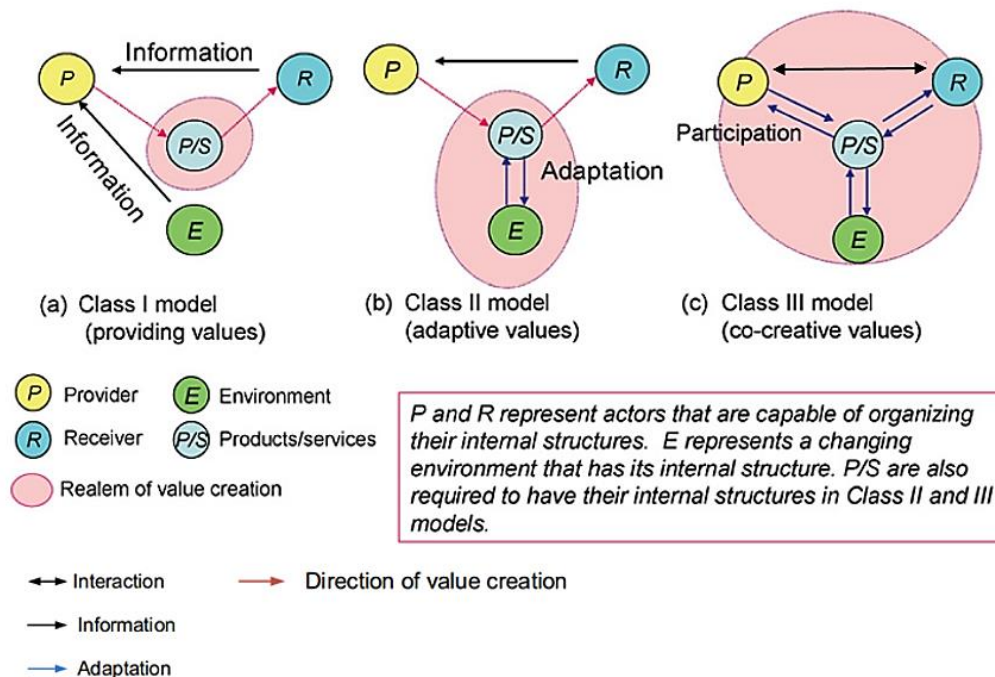 Information
P
R
P/S
Information
E
(a) Class I model
(providing values)
P
R
P/S
Adaptation
E
(b) Class II model
(adaptive values)
P
R
Participation
P/S
E
(c) Class III model
(co-creative values)
P Provider
E Environment
R Receiver
P/S Products/services
Realem of value creation
P and R represent actors that are capable of organizing
their internal structures. E represents a changing
environment that has its internal structure. P/S are also
required to have their internal structures in Class II and III
models.
Interaction
Direction of value creation
Information
Adaptation